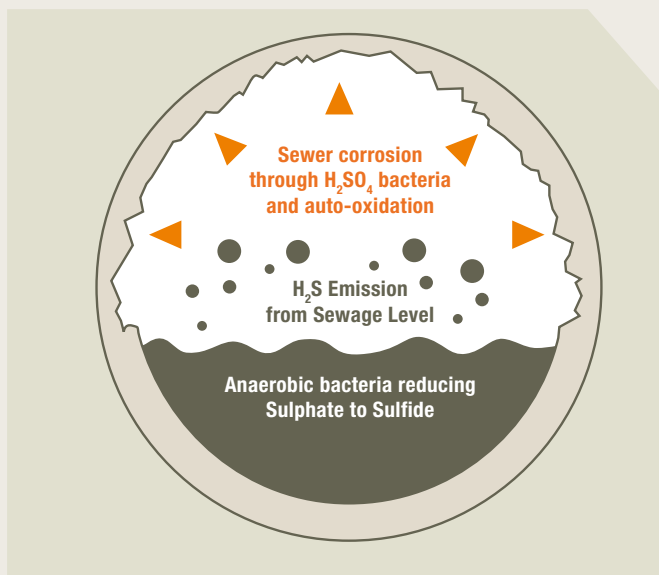 Sewer corrosion
through H₂SO₄ bacteria
and auto-oxidation
H₂S Emission
from Sewage Level
Anaerobic bacteria reducing
Sulphate to Sulfide